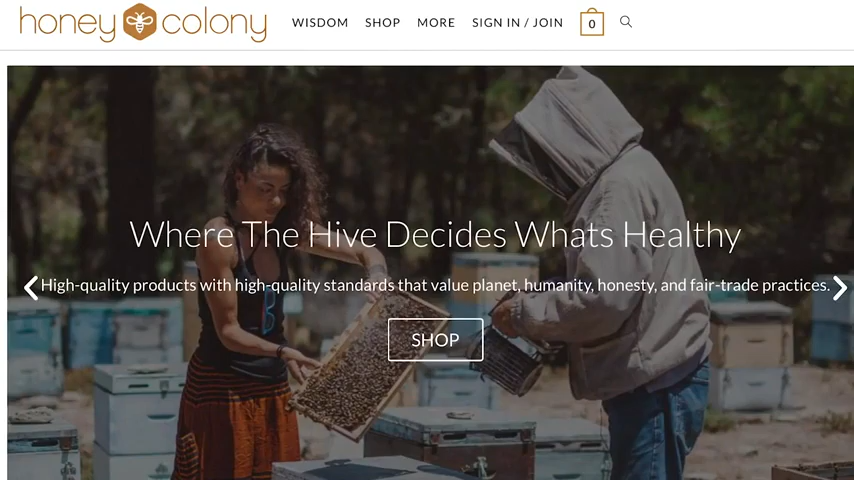 honey colony
WISDOM SHOP MORE SIGN IN / JOIN 0
Where The Hive Decides Whats Healthy
High-quality products with high-quality standards that value planet, humanity, honesty, and fair-trade practices.
SHOP